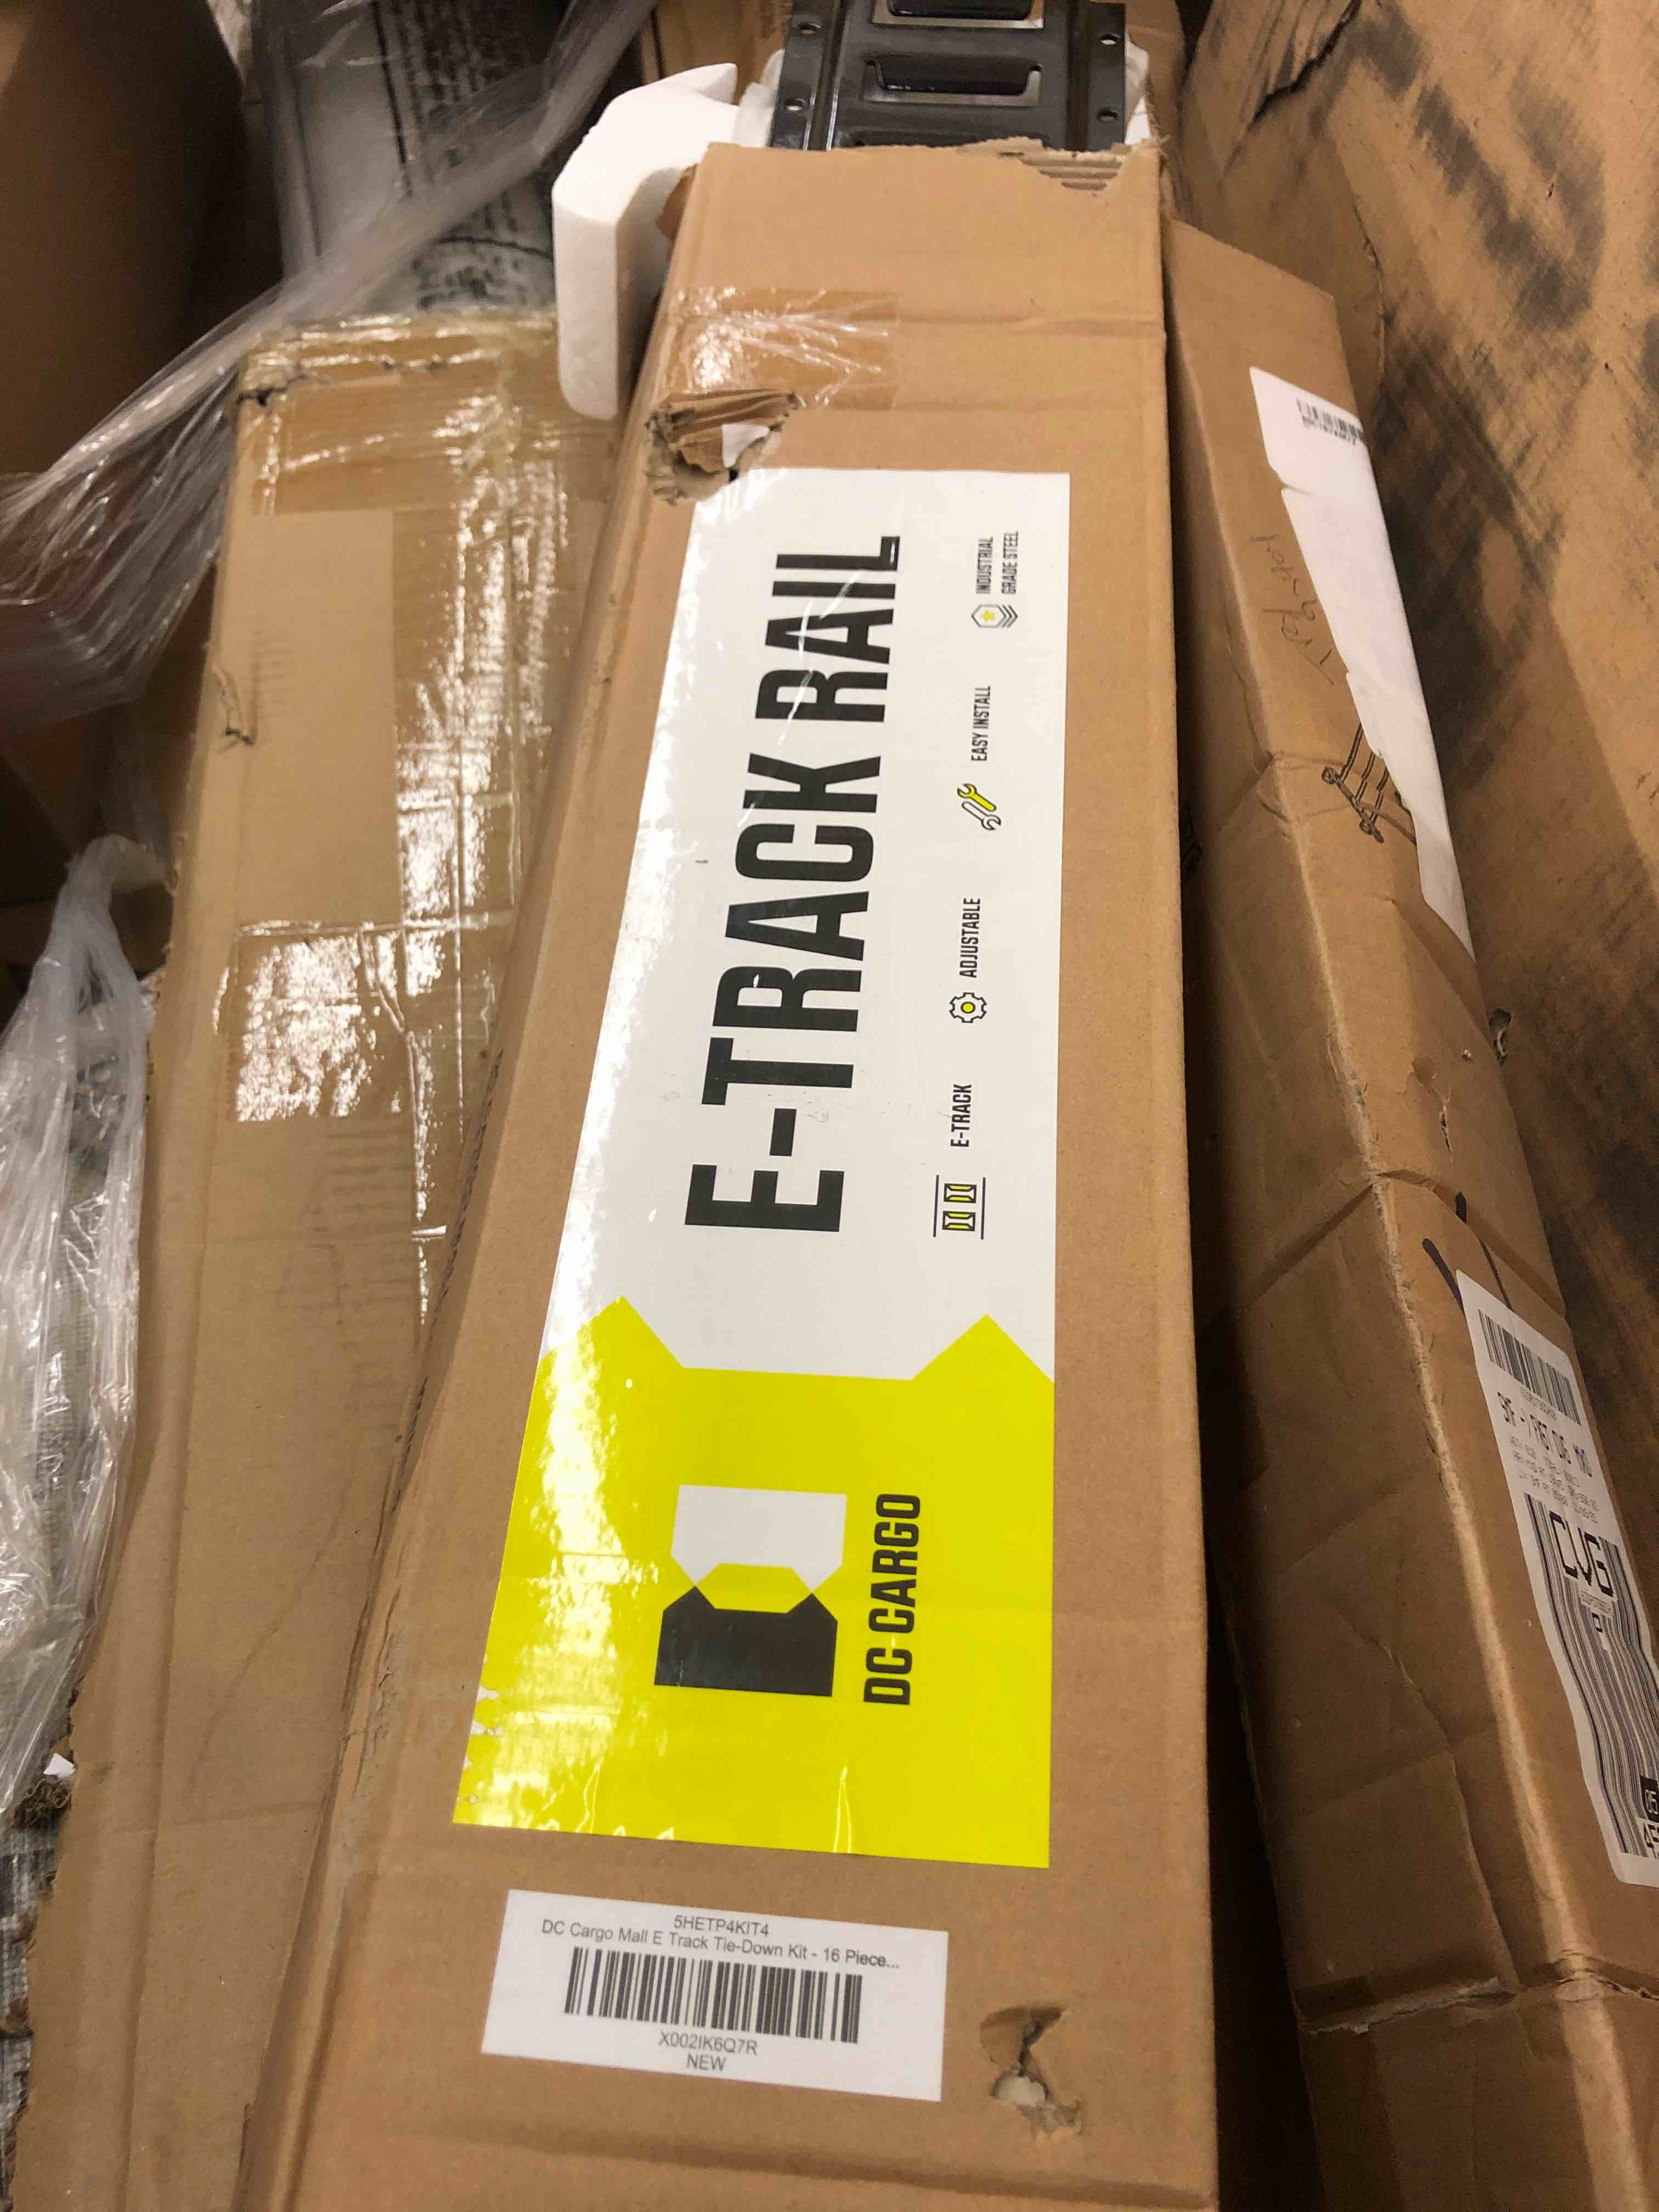 E-TRACK RAIL
E-TRACK
ADJUSTABLE
EASY INSTALL
INDUSTRIAL
GRADE STEEL
DC CARGO
5HETP4KIT4
DC Cargo Mall E Track Tie-Down Kit - 16 Piece...
X002IK6Q7R
NEW
CVG